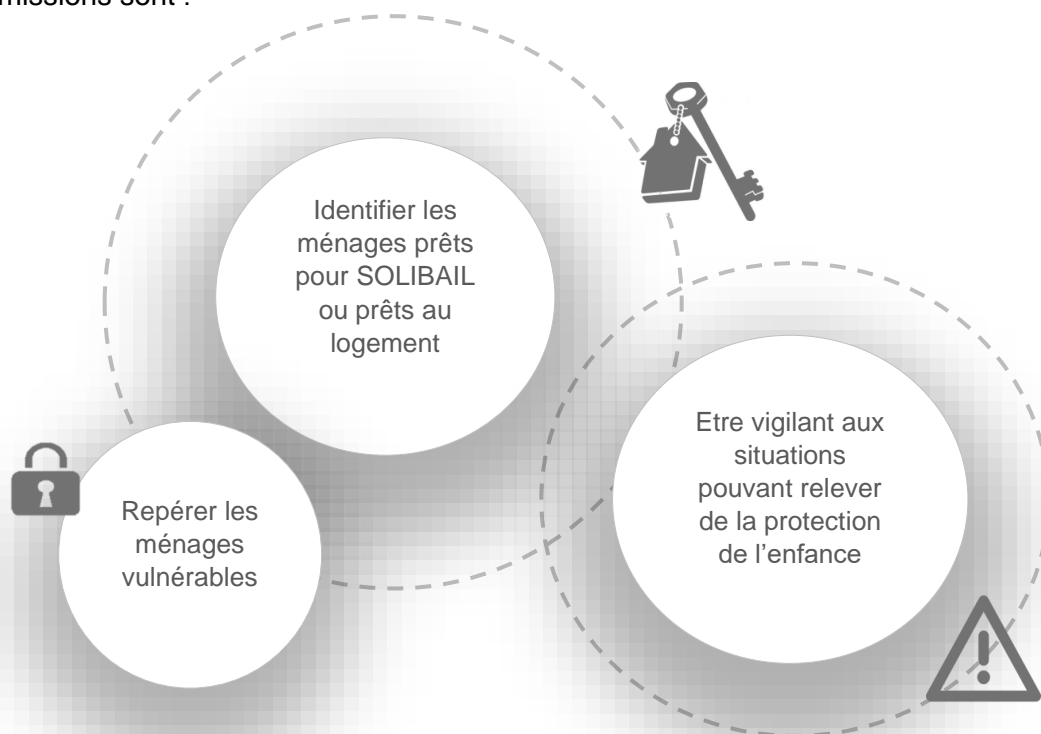 missions sont :
Identifier les
ménages prêts
pour SOLIBAIL
ou prêts au
logement
Etre vigilant aux
situations
pouvant relever
de la protection
de l’enfance
Repérer les
ménages
vulnérables